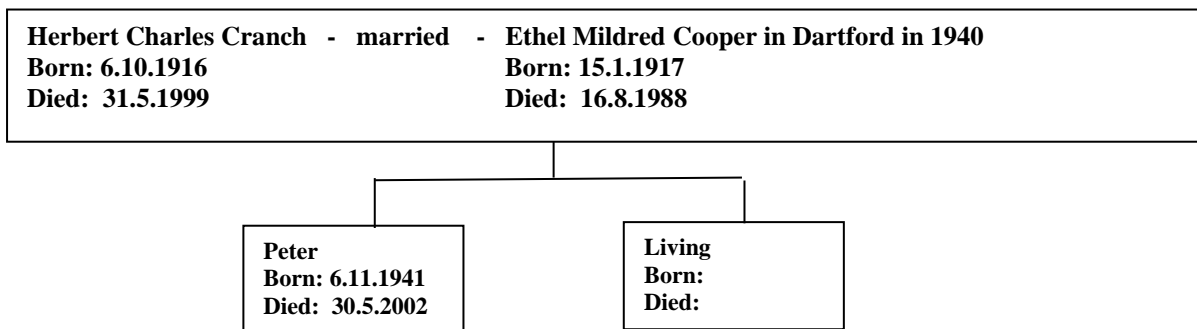 Herbert Charles Cranch - married - Ethel Mildred Cooper in Dartford in 1940
Born: 6.10.1916 Born: 15.1.1917
Died: 31.5.1999 Died: 16.8.1988
Peter
Born: 6.11.1941
Died: 30.5.2002
Living
Born:
Died: